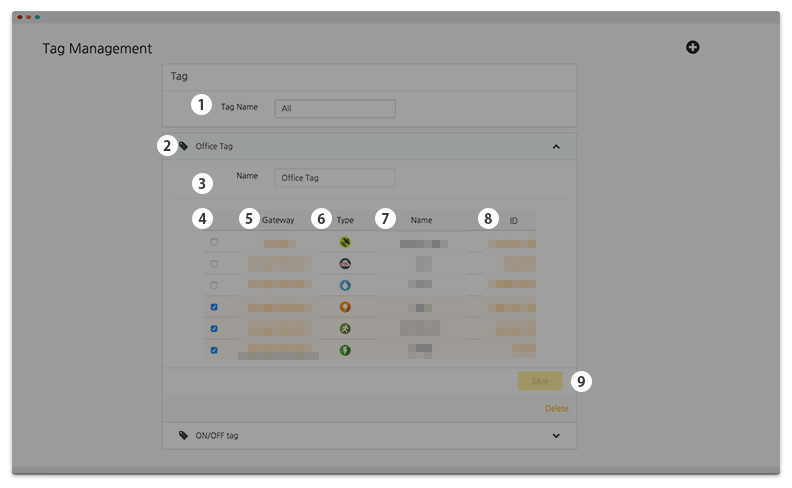 Tag Management
Tag
1 Tag Name All
2 Office Tag
3 Name Office Tag
4 5 Gateway 6 Type 7 Name 8 ID
Save 9
Delete
ON/OFF tag